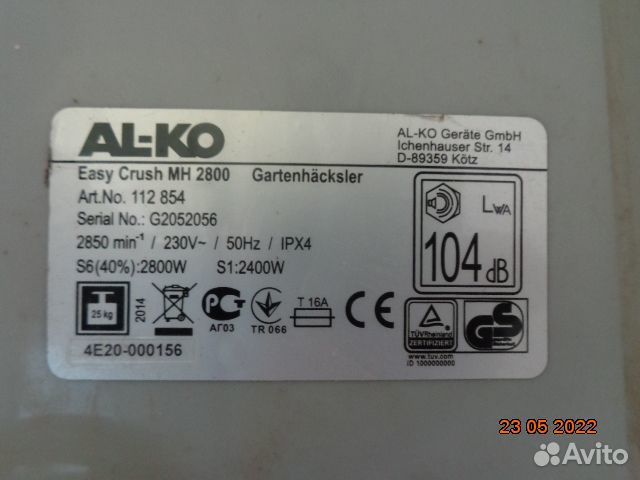 AL-KO
AL-KO Geräte GmbH
Ichenhauser Str. 14
D-89359 Kötz
Easy Crush MH 2800 Gartenhäcksler
Art.No. 112 854
Serial No.: G2052056
2850 min⁻¹ / 230V~ / 50Hz / IPX4
S6(40%):2800W S1:2400W
LWA
104 dB
25 kg
2014
РСТ
АГ03
TR 066
T 16A
CE
TÜVRheinland
ZERTIFIZIERT
www.tuv.com
ID 1000000000
GS
4E20-000156
23 05 2022
Avito